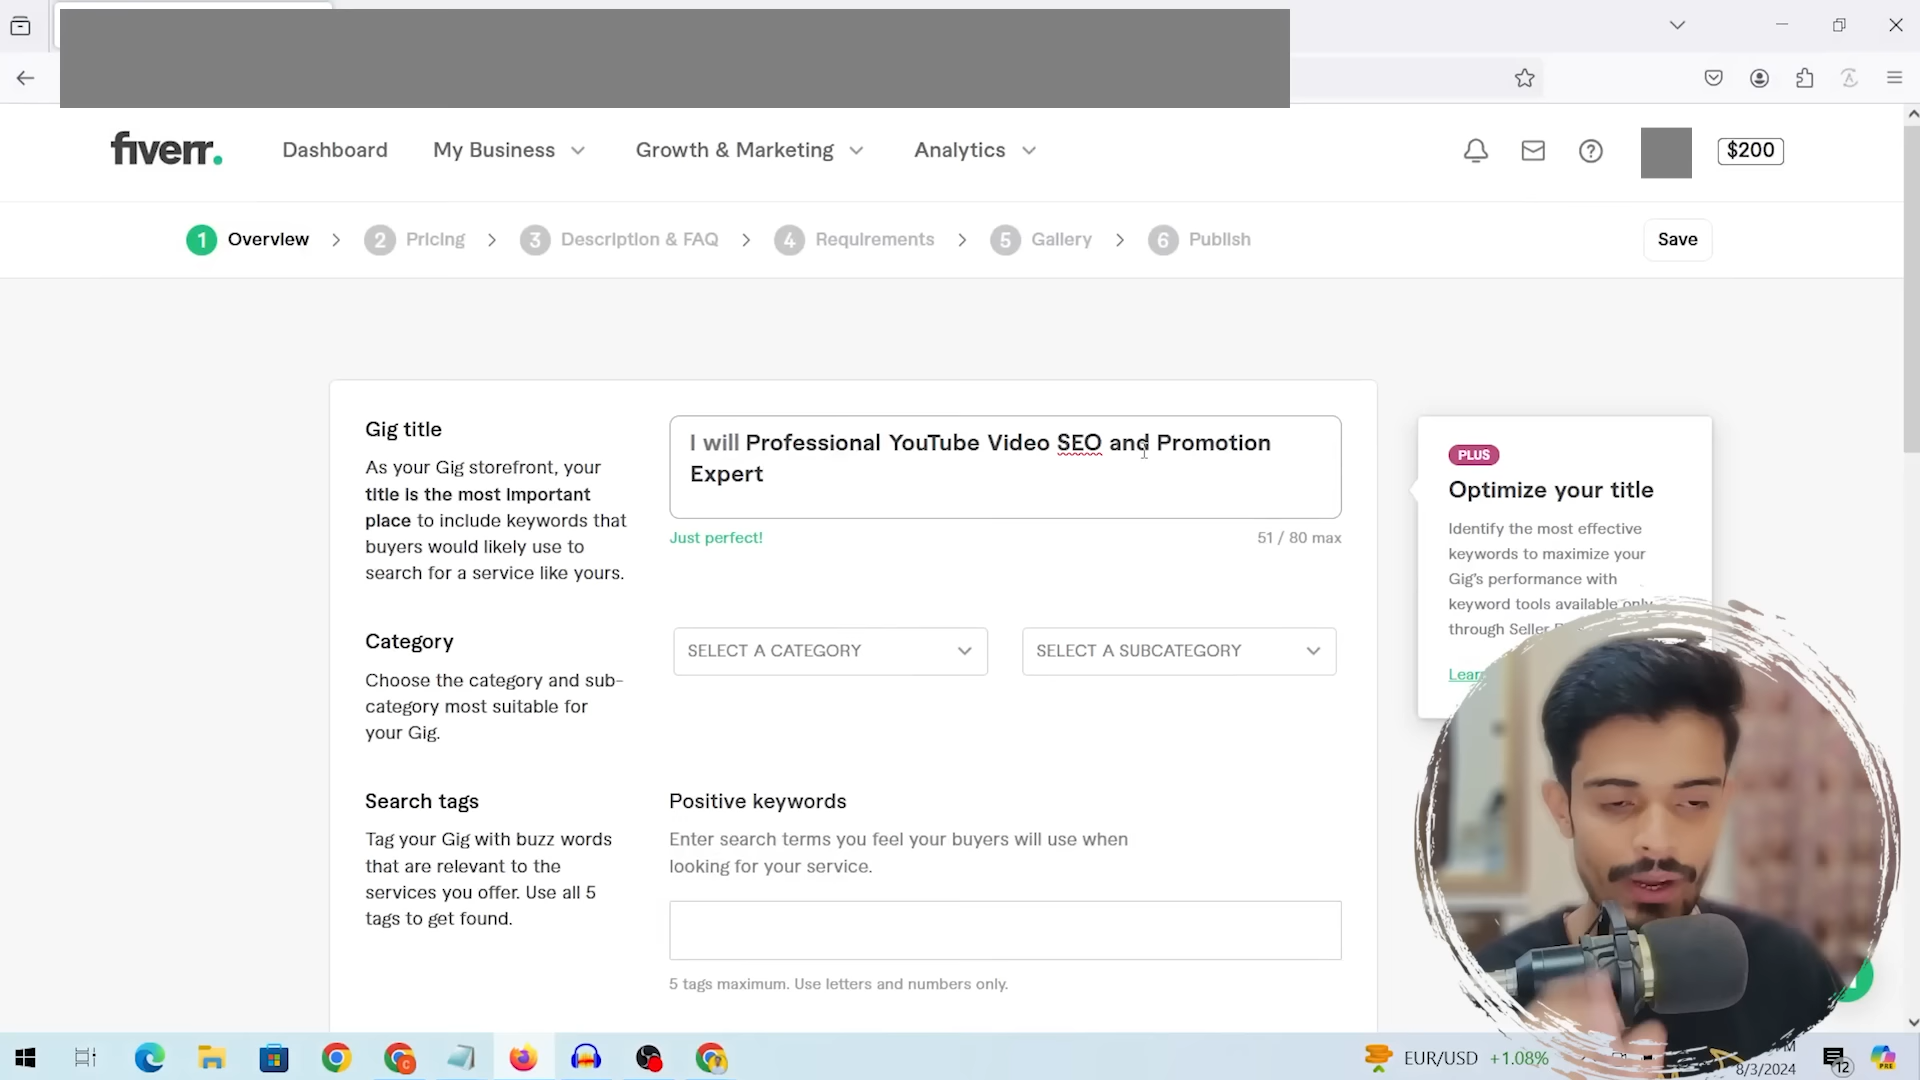 fiverr.
Dashboard
My Business
Growth & Marketing
Analytics
$200
1 Overview
2 Pricing
3 Description & FAQ
4 Requirements
5 Gallery
6 Publish
Save
Gig title
As your Gig storefront, your
title is the most important
place to include keywords that
buyers would likely use to
search for a service like yours.
I will Professional YouTube Video SEO and Promotion
Expert
Just perfect!
51 / 80 max
PLUS
Optimize your title
Identify the most effective
keywords to maximize your
Gig's performance with
keyword tools available only
through Seller
Category
Choose the category and sub-
category most suitable for
your Gig.
SELECT A CATEGORY
SELECT A SUBCATEGORY
Search tags
Tag your Gig with buzz words
that are relevant to the
services you offer. Use all 5
tags to get found.
Positive keywords
Enter search terms you feel your buyers will use when
looking for your service.
5 tags maximum. Use letters and numbers only.
EUR/USD +1.08%
8/3/2024
12
PRE